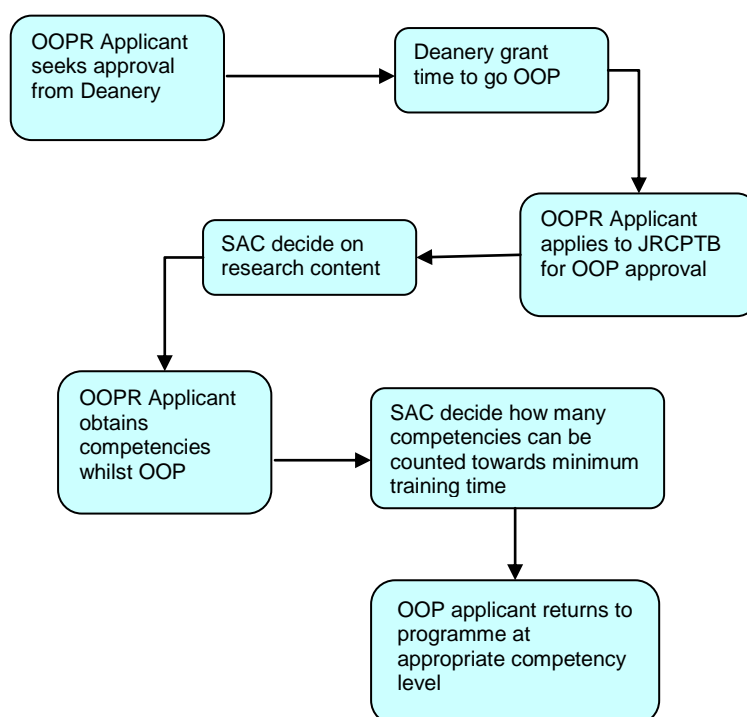 OOPR Applicant
seeks approval
from Deanery
Deanery grant
time to go OOP
OOPR Applicant
applies to JRCPTB
for OOP approval
SAC decide on
research content
OOPR Applicant
obtains
competencies
whilst OOP
SAC decide how many
competencies can be
counted towards minimum
training time
OOP applicant returns to
programme at
appropriate competency
level